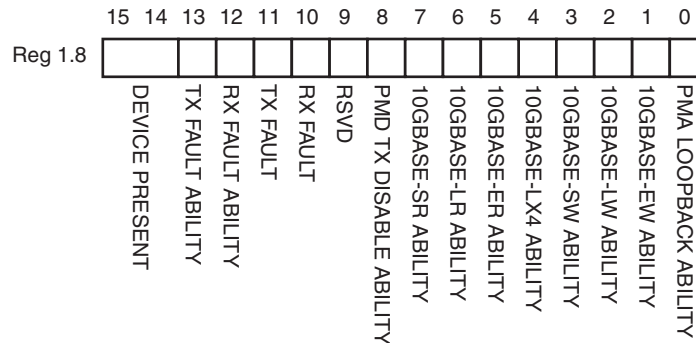 15 14 13 12 11 10 9 8 7 6 5 4 3 2 1 0
Reg 1.8
DEVICE PRESENT
TX FAULT ABILITY
RX FAULT ABILITY
TX FAULT
RX FAULT
RSVD
PMD TX DISABLE ABILITY
10GBASE-SR ABILITY
10GBASE-LR ABILITY
10GBASE-ER ABILITY
10GBASE-LX4 ABILITY
10GBASE-SW ABILITY
10GBASE-LW ABILITY
10GBASE-EW ABILITY
PMA LOOPBACK ABILITY